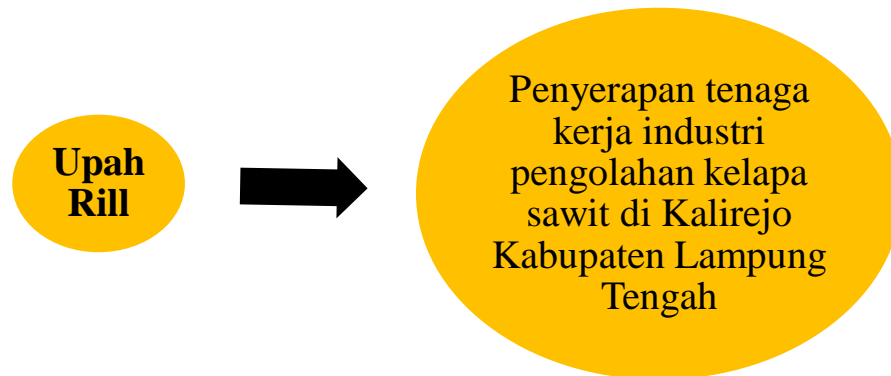 Upah
Rill
Penyerapan tenaga
kerja industri
pengolahan kelapa
sawit di Kalirejo
Kabupaten Lampung
Tengah